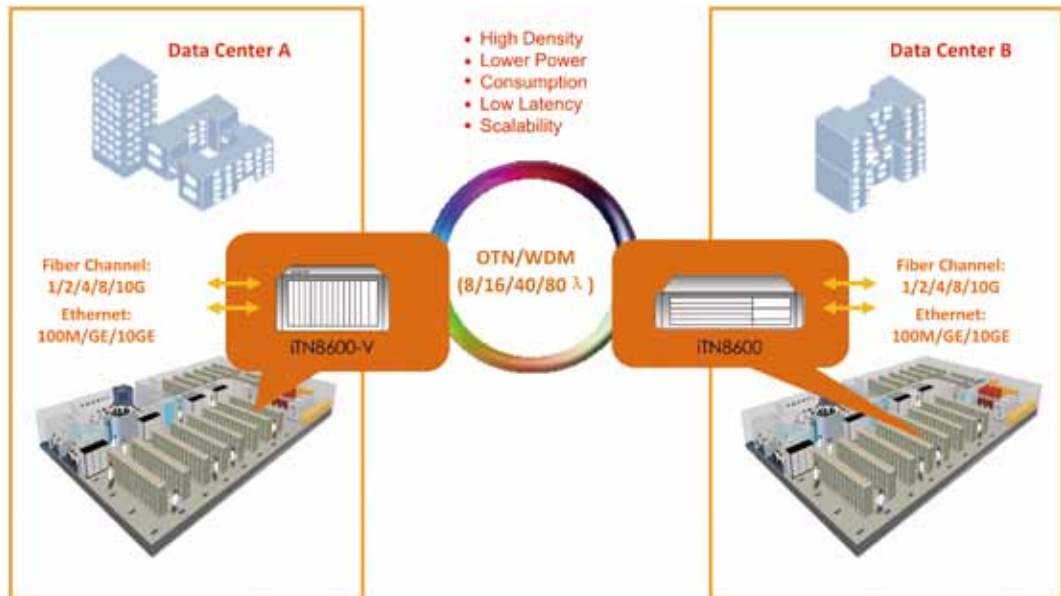 Data Center A
• High Density
• Lower Power
• Consumption
• Low Latency
• Scalability
Data Center B
Fiber Channel:
1/2/4/8/10G
Ethernet:
100M/GE/10GE
iTN8600-V
OTN/WDM
(8/16/40/80 λ)
iTN8600
Fiber Channel:
1/2/4/8/10G
Ethernet:
100M/GE/10GE